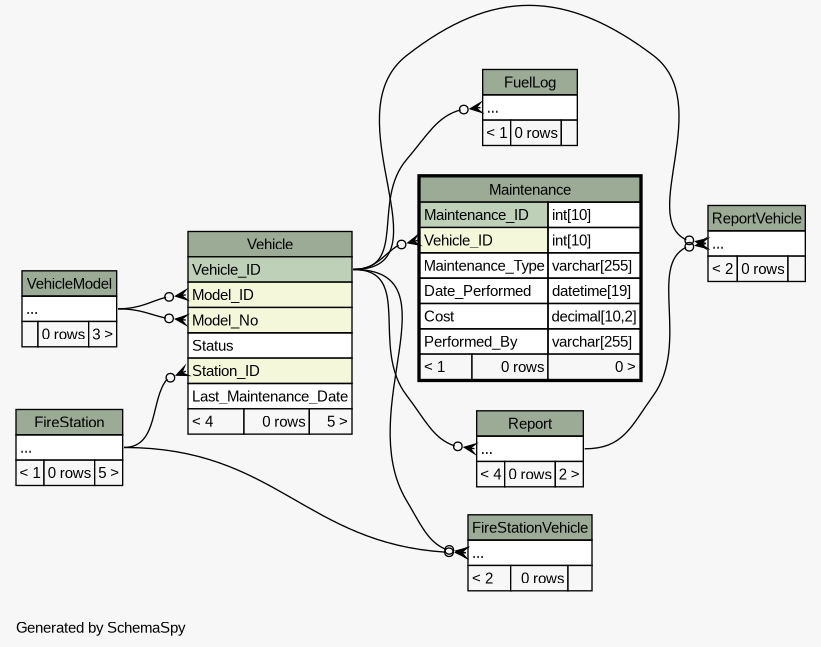 FuelLog
...
< 1 0 rows
Maintenance
Maintenance_ID int[10]
Vehicle_ID int[10]
Maintenance_Type varchar[255]
Date_Performed datetime[19]
Cost decimal[10,2]
Performed_By varchar[255]
< 1 0 rows 0 >
ReportVehicle
...
< 2 0 rows
Vehicle
Vehicle_ID
Model_ID
Model_No
Status
Station_ID
Last_Maintenance_Date
< 4 0 rows 5 >
VehicleModel
...
0 rows 3 >
FireStation
...
< 1 0 rows 5 >
Report
...
< 4 0 rows 2 >
FireStationVehicle
...
< 2 0 rows
Generated by SchemaSpy